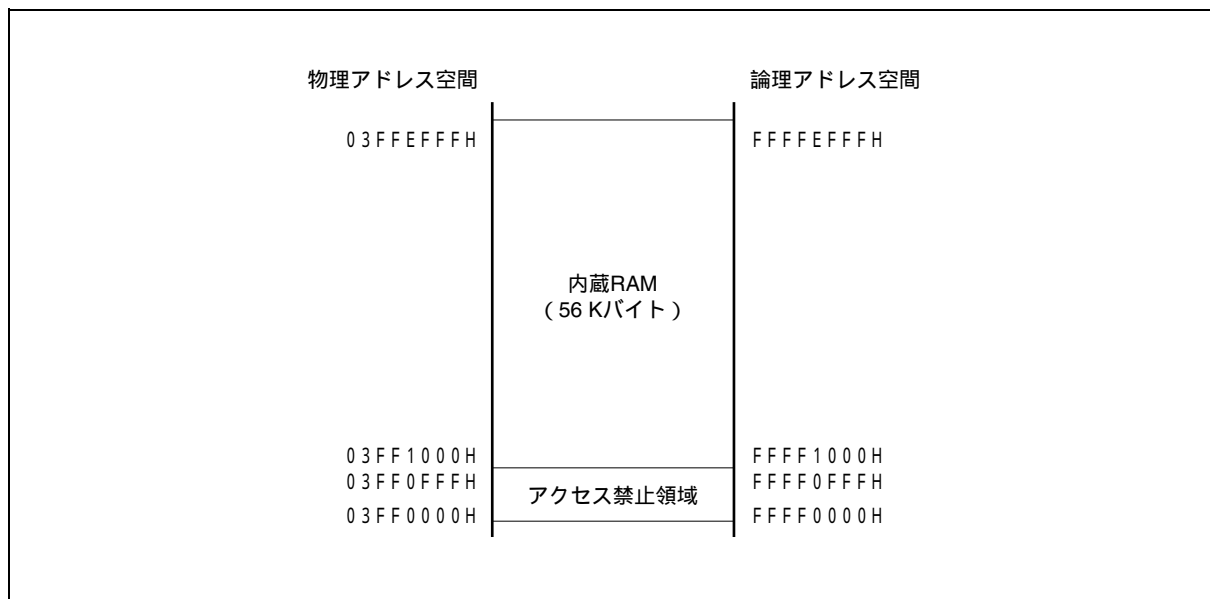 物理アドレス空間 論理アドレス空間
03FFEFFFH FFFFEFFFH
内蔵RAM
（56 Kバイト）
03FF1000H FFFF1000H
03FF0FFFH FFFF0FFFH
アクセス禁止領域
03FF0000H FFFF0000H